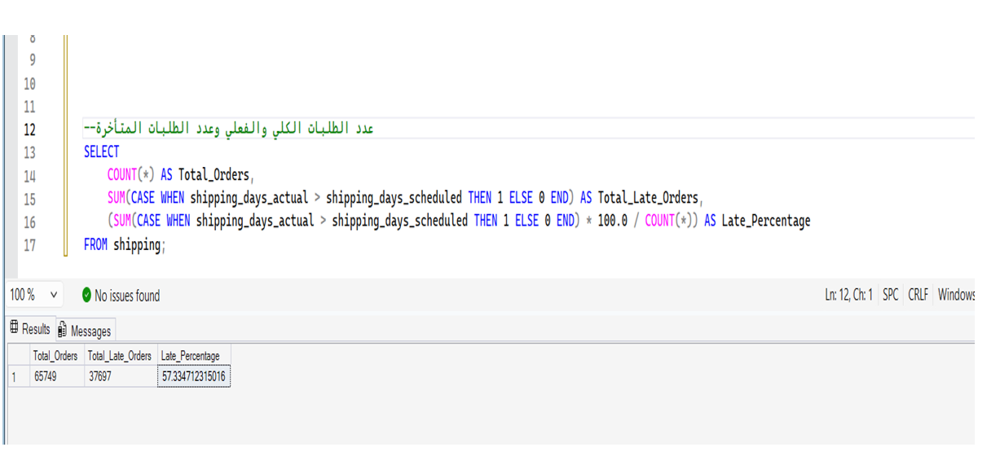 8
9
10
11
12 --عدد الطلبات الكلي والفعلي وعدد الطلبات المتأخرة
13 SELECT
14 COUNT(*) AS Total_Orders,
15 SUM(CASE WHEN shipping_days_actual > shipping_days_scheduled THEN 1 ELSE 0 END) AS Total_Late_Orders,
16 (SUM(CASE WHEN shipping_days_actual > shipping_days_scheduled THEN 1 ELSE 0 END) * 100.0 / COUNT(*)) AS Late_Percentage
17 FROM shipping;
100 % No issues found Ln: 12, Ch: 1 SPC CRLF Windows
Results Messages
Total_Orders Total_Late_Orders Late_Percentage
1 65749 37697 57.334712315016